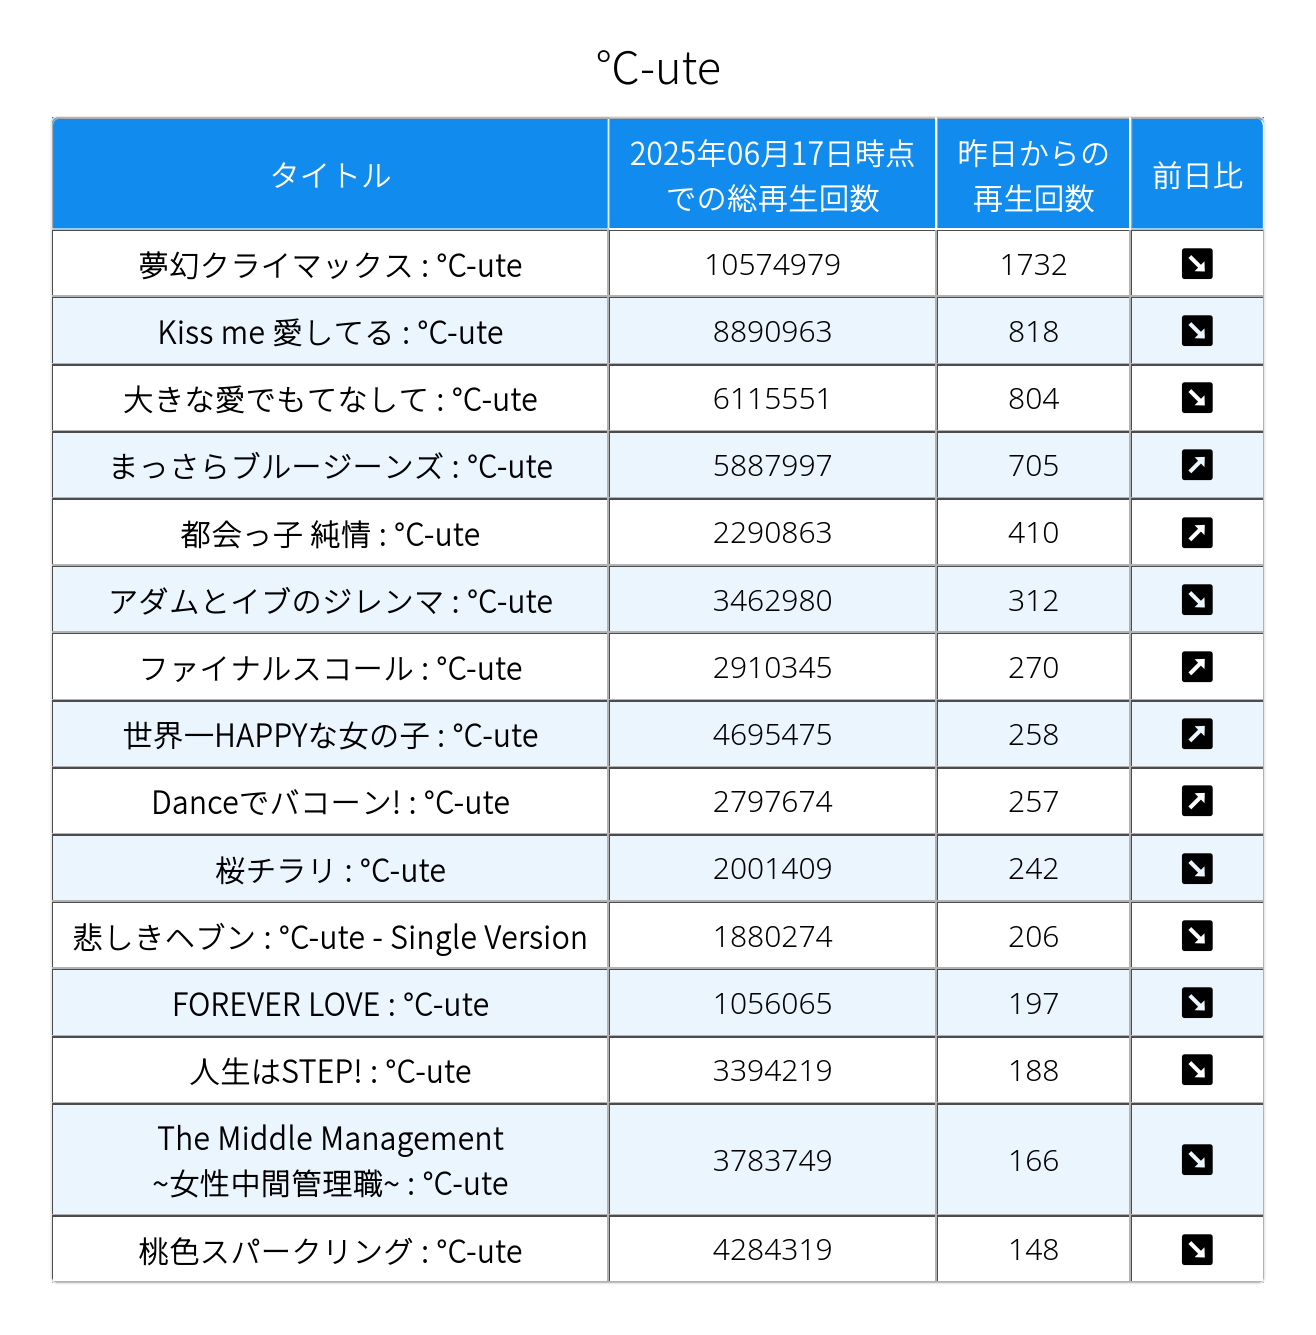 ℃-ute
タイトル
2025年06月17日時点
での総再生回数
昨日からの
再生回数
前日比
夢幻クライマックス : ℃-ute 10574979 1732 ↘
Kiss me 愛してる : ℃-ute 8890963 818 ↘
大きな愛でもてなして : ℃-ute 6115551 804 ↘
まっさらブルージーンズ : ℃-ute 5887997 705 ↗
都会っ子 純情 : ℃-ute 2290863 410 ↗
アダムとイブのジレンマ : ℃-ute 3462980 312 ↘
ファイナルスコール : ℃-ute 2910345 270 ↗
世界一HAPPYな女の子 : ℃-ute 4695475 258 ↗
Danceでバコーン! : ℃-ute 2797674 257 ↗
桜チラリ : ℃-ute 2001409 242 ↘
悲しきヘブン : ℃-ute - Single Version 1880274 206 ↘
FOREVER LOVE : ℃-ute 1056065 197 ↘
人生はSTEP! : ℃-ute 3394219 188 ↘
The Middle Management
~女性中間管理職~ : ℃-ute 3783749 166 ↘
桃色スパークリング : ℃-ute 4284319 148 ↘